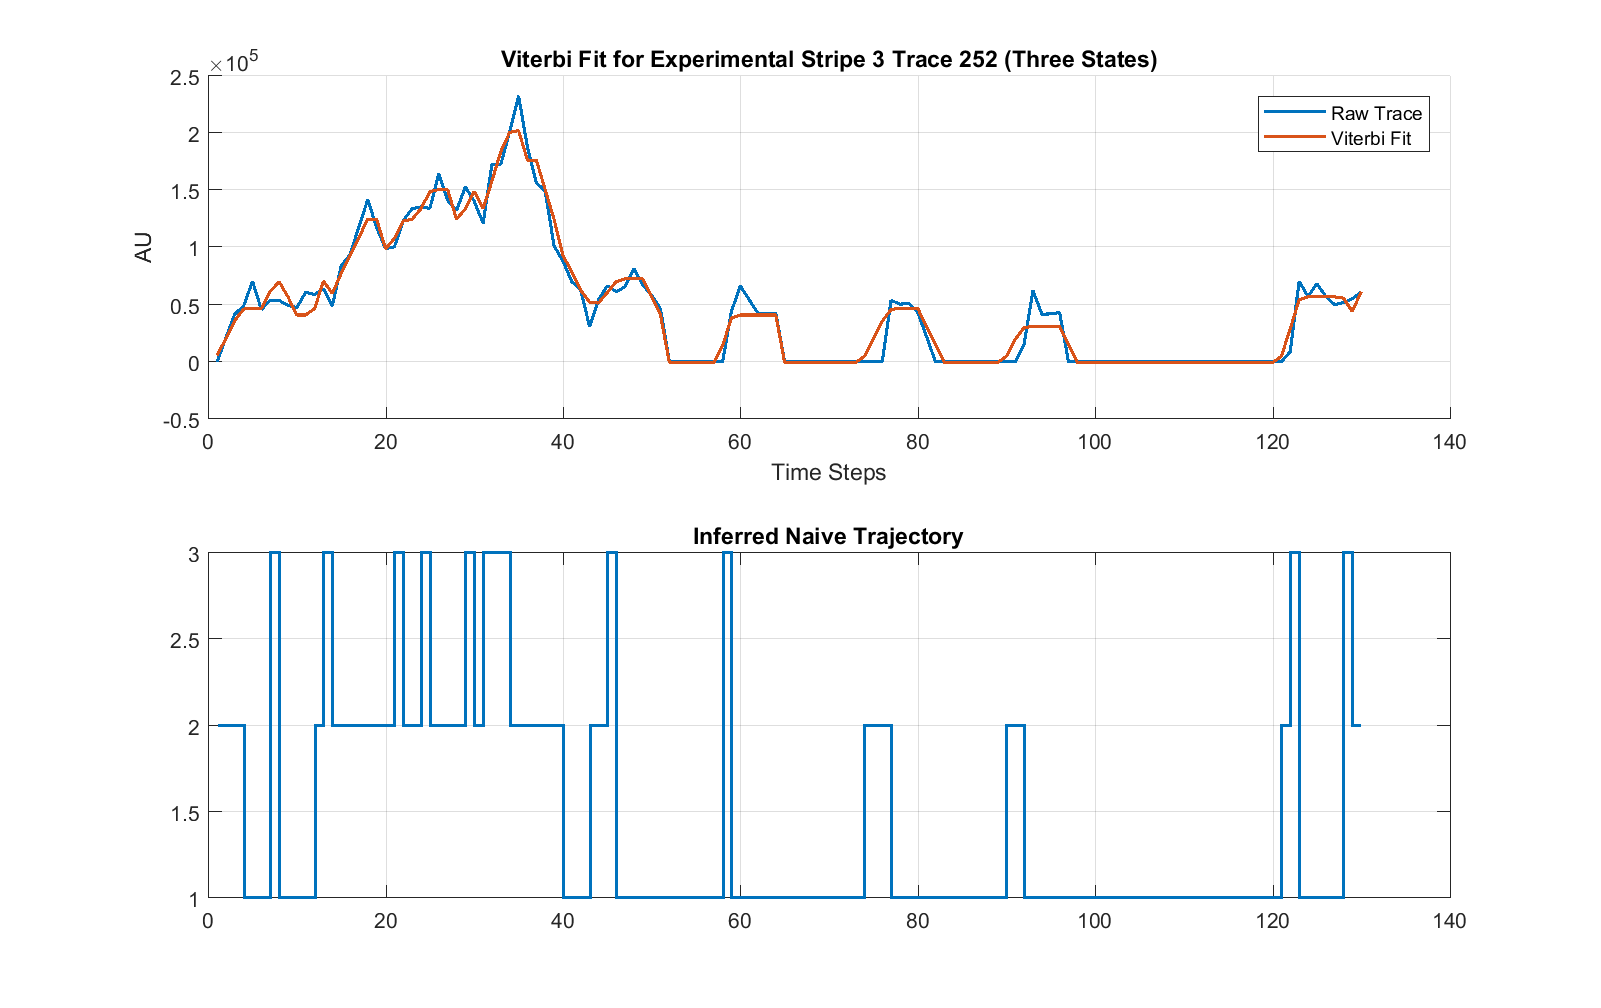 Viterbi Fit for Experimental Stripe 3 Trace 252 (Three States)
×10^5
2.5
2
1.5
1
0.5
0
-0.5
AU
Raw Trace
Viterbi Fit
0 20 40 60 80 100 120 140
Time Steps
Inferred Naive Trajectory
3
2.5
2
1.5
1
0 20 40 60 80 100 120 140